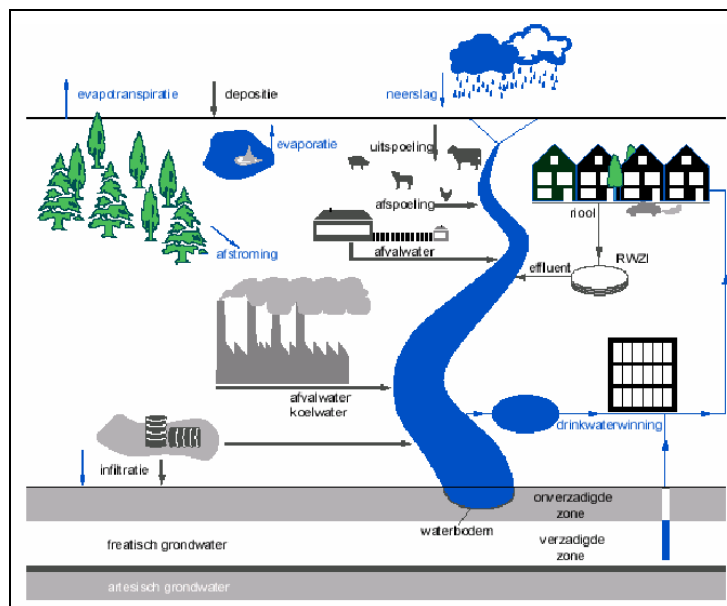 evapotranspiratie
depositie
neerslag
evaporatie
uitspoeling
afspoeling
riool
afstroming
afvalwater
effluent
RWZI
afvalwater
koelwater
drinkwaterwinning
infiltratie
onverzadigde
zone
waterbodem
freatisch grondwater
verzadigde
zone
artesisch grondwater